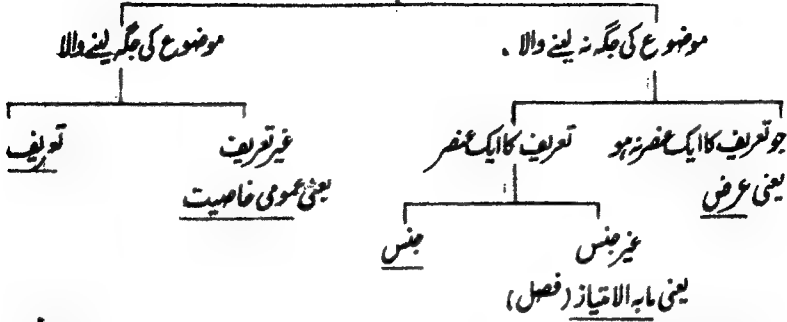 موضوع کی جگہ نہ لینے والا . موضوع کی جگہ لینے والا
جو تعریف کا ایک عنصر نہ ہو تعریف کا ایک عنصر غیر تعریف تعریف
یعنی عرض یعنی عمومی خاصیت
غیر جنس جنس
یعنی مابہ الامتیاز (فصل)